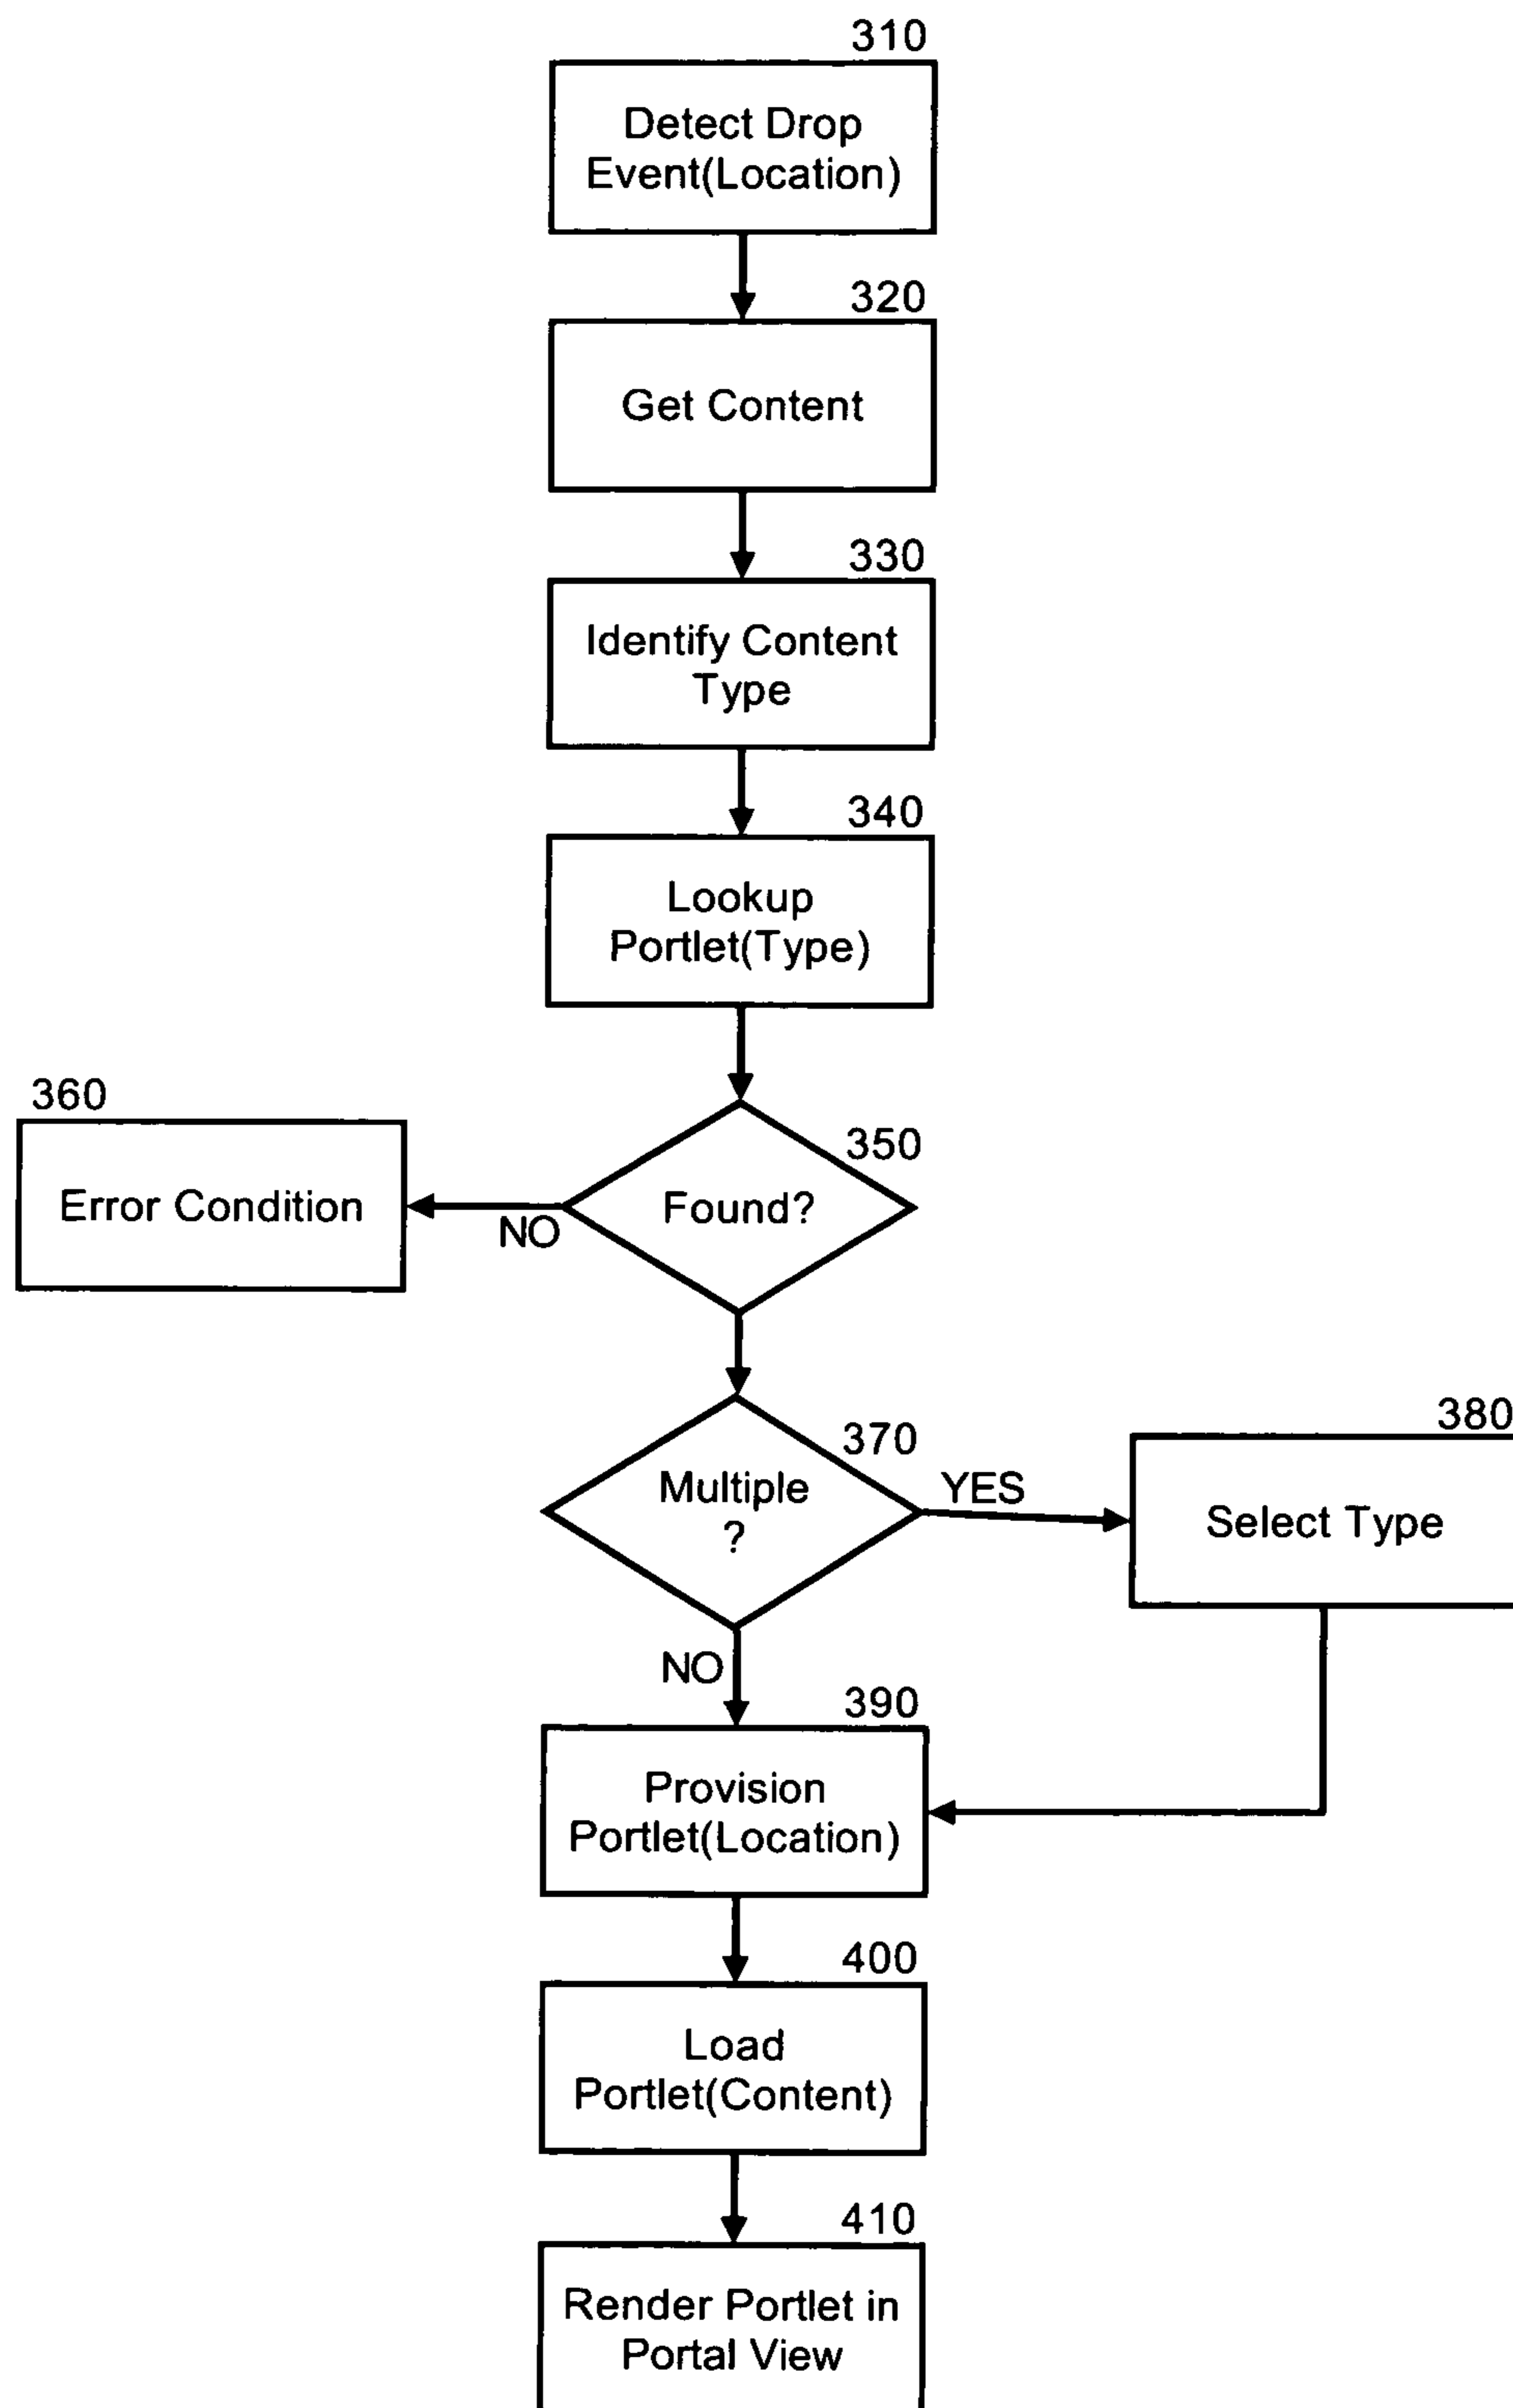 310
Detect Drop
Event(Location)
320
Get Content
330
Identify Content
Type
340
Lookup
Portlet(Type)
360
Error Condition
350
Found?
NO
370
Multiple
?
YES
380
Select Type
NO
390
Provision
Portlet(Location)
400
Load
Portlet(Content)
410
Render Portlet in
Portal View